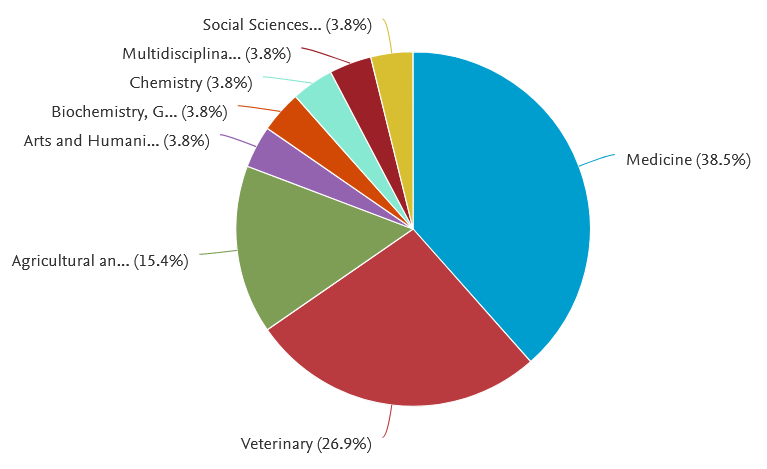 Social Sciences... (3.8%)
Multidisciplina... (3.8%)
Chemistry (3.8%)
Biochemistry, G... (3.8%)
Arts and Humani... (3.8%)
Medicine (38.5%)
Agricultural an... (15.4%)
Veterinary (26.9%)